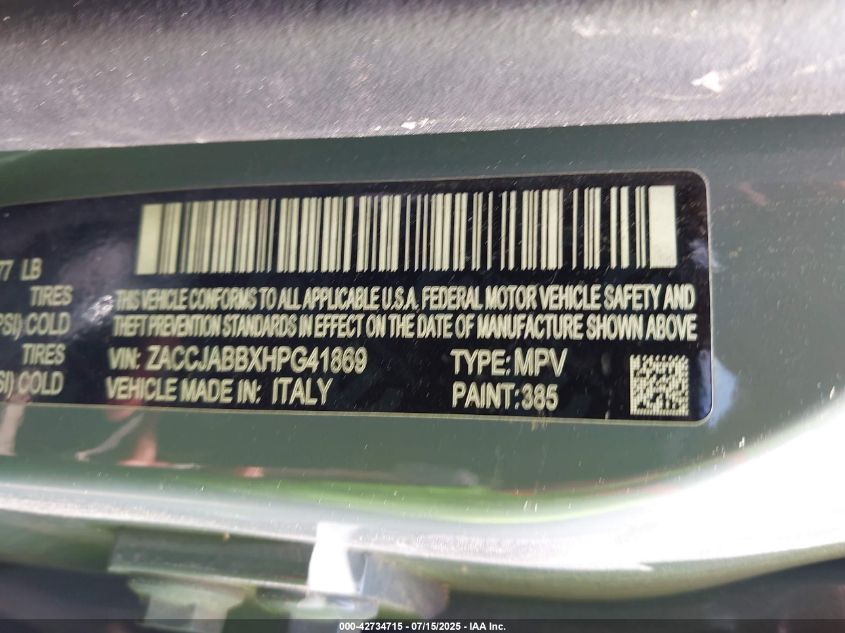 77 LB
TIRES
PSI) COLD
TIRES
SI) COLD
THIS VEHICLE CONFORMS TO ALL APPLICABLE U.S.A. FEDERAL MOTOR VEHICLE SAFETY AND
THEFT PREVENTION STANDARDS IN EFFECT ON THE DATE OF MANUFACTURE SHOWN ABOVE
VIN: ZACCJABBXHPG41869 TYPE: MPV
VEHICLE MADE IN: ITALY PAINT: 385
000-42734715 - 07/15/2025 - IAA Inc.